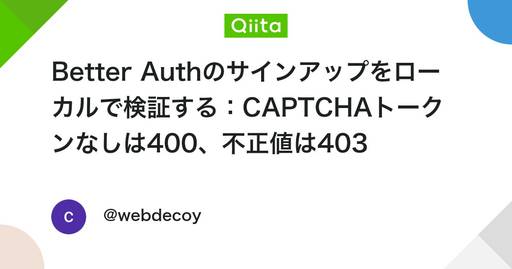 Qiita
Better Authのサインアップをロー
カルで検証する：CAPTCHAトーク
ンなしは400、不正値は403
C
@webdecoy